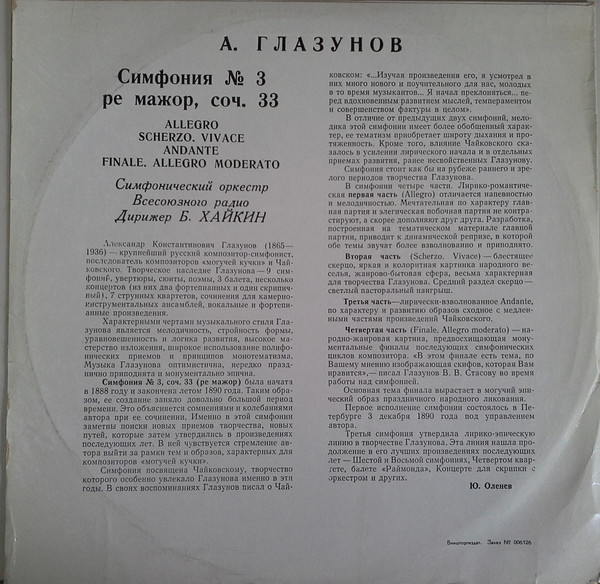 А. ГЛАЗУНОВ
Симфония № 3
ре мажор, соч. 33
ALLEGRO
SCHERZO. VIVACE
ANDANTE
FINALE. ALLEGRO MODERATO
Симфонический оркестр
Всесоюзного радио
Дирижер Б. ХАЙКИН
Александр Константинович Глазунов (1865—
1936) — крупнейший русский композитор-симфонист,
последователь композиторов «могучей кучки» и Чай-
ковского. Творческое наследие Глазунова — 9 сим-
фоний, увертюры, сюиты, поэмы, 3 балета, несколько
концертов (из них два фортепианных и один скрипич-
ный), 7 струнных квартетов, сочинения для камерно-
инструментальных ансамблей, вокальные и фортепи-
анные произведения.
Характерными чертами музыкального стиля Гла-
зунова является мелодичность, стройность формы,
уравновешенность и логика развития, высокое ма-
стерство изложения, широкое использование полифо-
нических приемов и принципов монотематизма.
Музыка Глазунова оптимистична, нередко празд-
нично приподнята и монументально эпична.
Симфония № 3, соч. 33 (ре мажор) была начата
в 1888 году и закончена летом 1890 года. Таким обра-
зом, ее создание заняло довольно большой период
времени. Это объясняется сомнениями и колебаниями
автора при ее сочинении. Именно в этой симфонии
заметны поиски новых приемов творчества, новых
путей, которые затем утвердились в произведениях
последующих лет. В ней чувствуется стремление ав-
тора выйти за рамки тем и образов, характерных для
композиторов «могучей кучки».
Симфония посвящена Чайковскому, творчество
которого особенно увлекало Глазунова именно в эти
годы. В своих воспоминаниях Глазунов писал о Чай-
ковском: «...Изучая произведения его, я усмотрел в
них много нового и поучительного для нас, молодых
в то время музыкантов... Я начал преклоняться... пе-
ред вдохновенным развитием мыслей, темпераментом
и совершенством фактуры в целом».
В отличие от предыдущих двух симфоний, мело-
дика этой симфонии имеет более обобщенный харак-
тер, ее тематизм приобретает широту дыхания и про-
тяженность. Кроме того, влияние Чайковского ска-
залось в усилении лирического начала и в отдельных
приемах развития, ранее несвойственных Глазунову.
Симфония стоит как бы на рубеже раннего и зре-
лого периодов творчества Глазунова.
В симфонии четыре части. Лирико-романтиче-
ская первая часть (Allegro) отличается напевностью
и мелодичностью. Мечтательная по характеру глав-
ная партия и элегическая побочная партия не контра-
стируют, а скорее дополняют друг друга. Разработка,
построенная на тематическом материале главной
партии, приводит к динамической репризе, в которой
обе темы звучат более взволнованно и приподнято.
Вторая часть (Scherzo. Vivace) — блестящее
скерцо, яркая и колоритная картина народного ве-
селья, жанрово-бытовая сфера, весьма характерная
для творчества Глазунова. Средний раздел скерцо —
светлый пасторальный наигрыш.
Третья часть—лирически-взволнованное Andante,
по характеру и развитию образов сходное с медлен-
ными частями произведений Чайковского.
Четвертая часть (Finale. Allegro moderato) — на-
родно-жанровая картина, предвосхищающая мону-
ментальные финалы последующих симфонических
циклов композитора. «В этом финале есть тема, по
Вашему мнению изображающая скифов, которая Вам
нравится», — писал Глазунов В. В. Стасову во время
работы над симфонией.
Основная тема финала вырастает в могучий эпи-
ческий образ праздничного народного ликования.
Первое исполнение симфонии состоялось в Пе-
тербурге 3 декабря 1890 года под управлением
автора.
Третья симфония утвердила лирико-эпическую
линию в творчестве Глазунова. Эта линия нашла про-
должение в его лучших произведениях последующих
лет — Шестой и Восьмой симфониях, Четвертом квар-
тете, балете «Раймонда», Концерте для скрипки с
оркестром и других.
Ю. Оленев
Внешторгиздат. Заказ № 006126